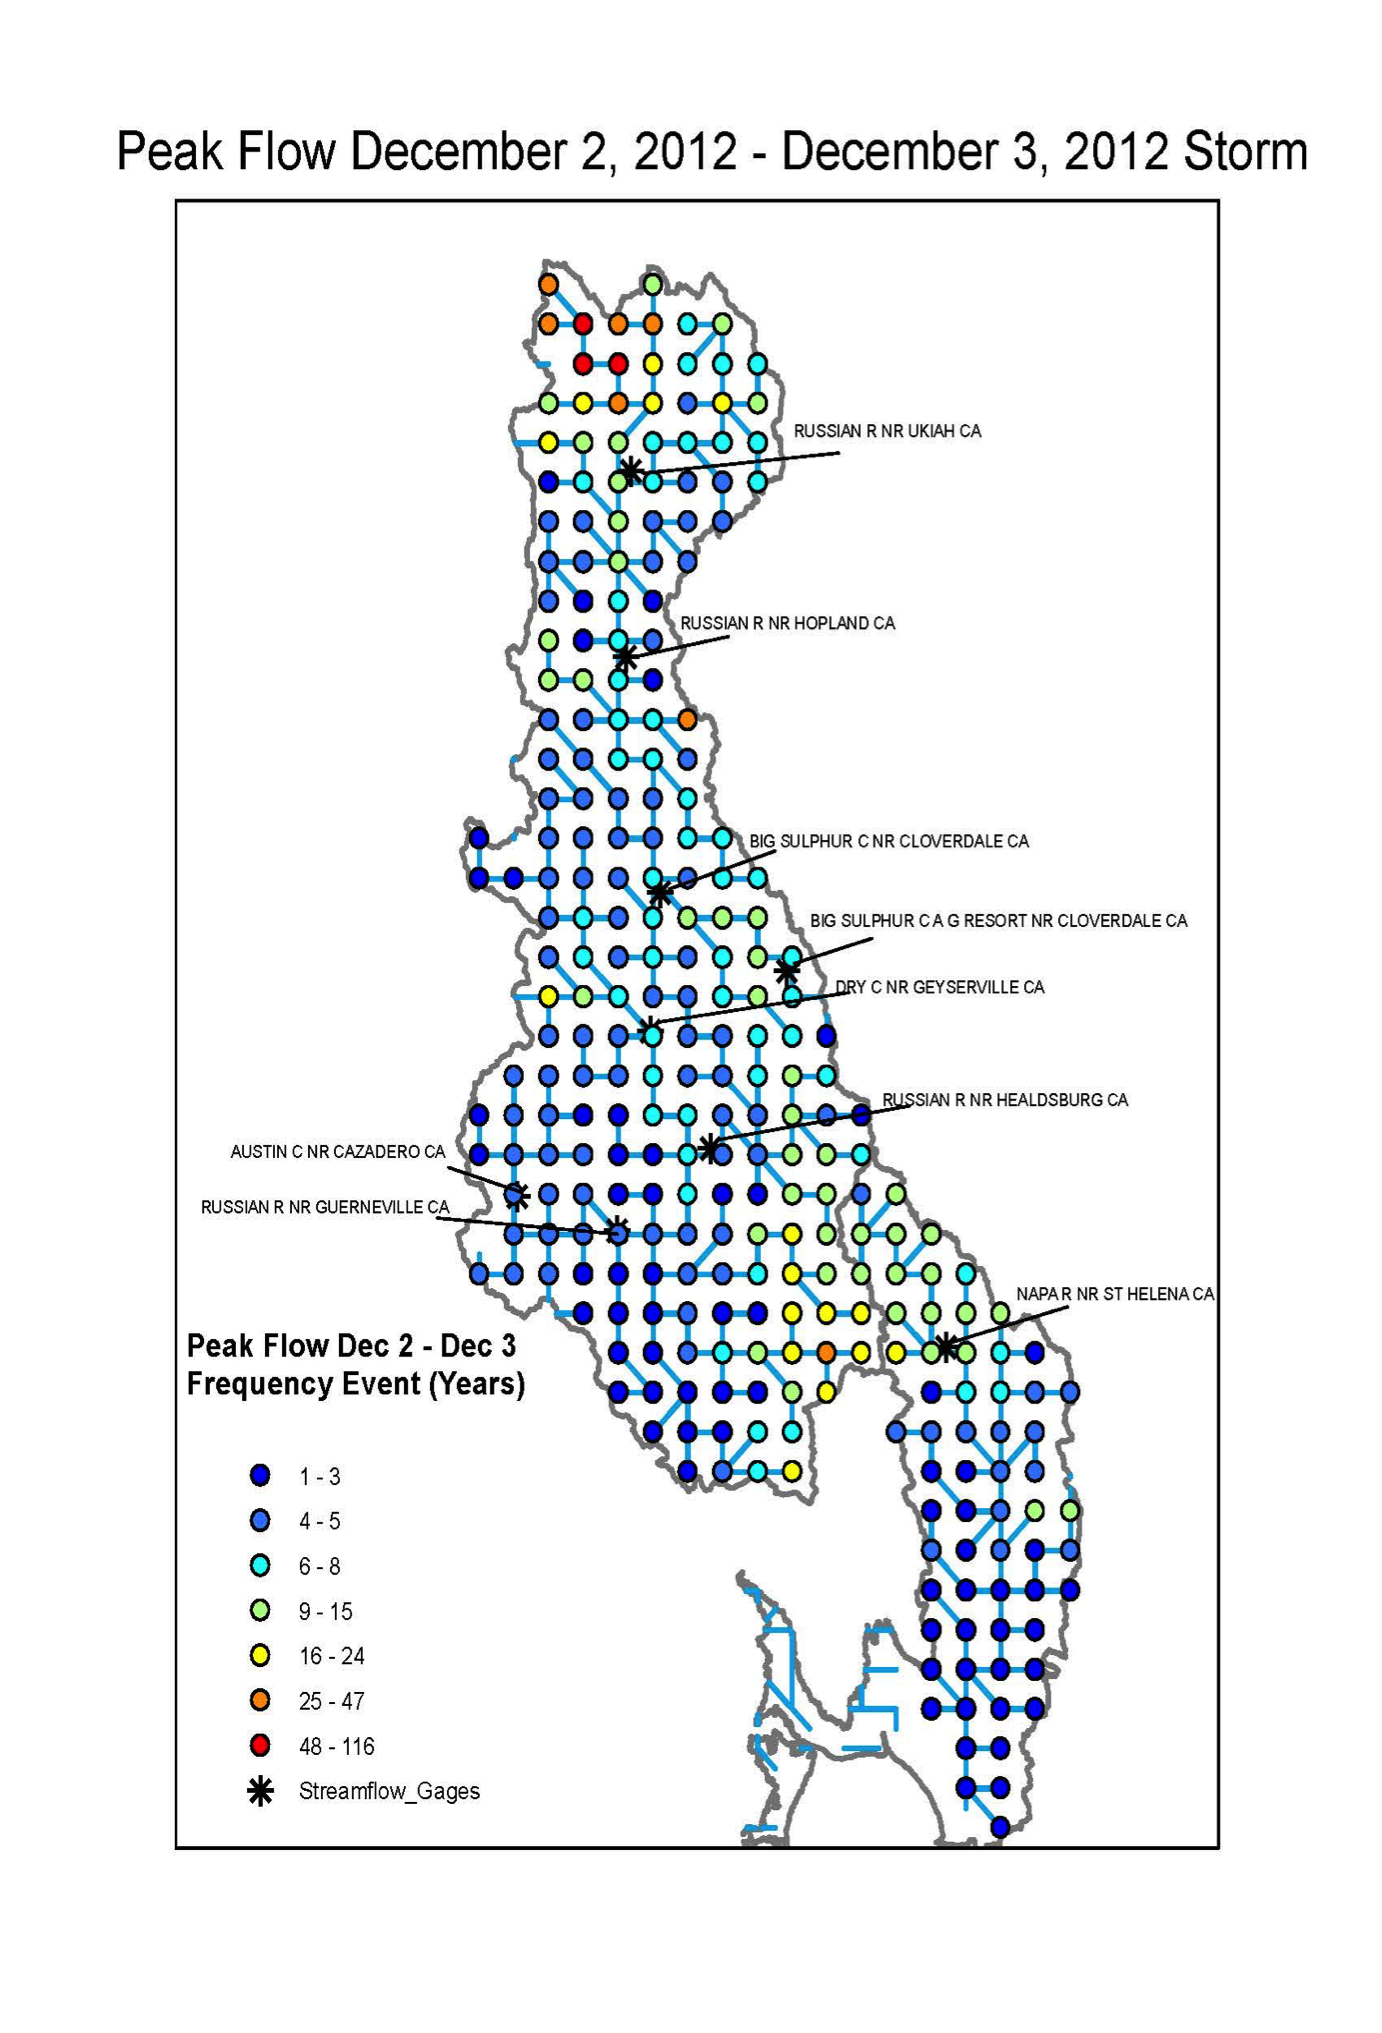 Peak Flow December 2, 2012 - December 3, 2012 Storm
RUSSIAN R NR UKIAH CA
RUSSIAN R NR HOPLAND CA
BIG SULPHUR C NR CLOVERDALE CA
BIG SULPHUR C A G RESORT NR CLOVERDALE CA
DRY C NR GEYSERVILLE CA
RUSSIAN R NR HEALDSBURG CA
AUSTIN C NR CAZADERO CA
RUSSIAN R NR GUERNEVILLE CA
NAPA R NR ST HELENA CA
Peak Flow Dec 2 - Dec 3
Frequency Event (Years)
1 - 3
4 - 5
6 - 8
9 - 15
16 - 24
25 - 47
48 - 116
Streamflow_Gages